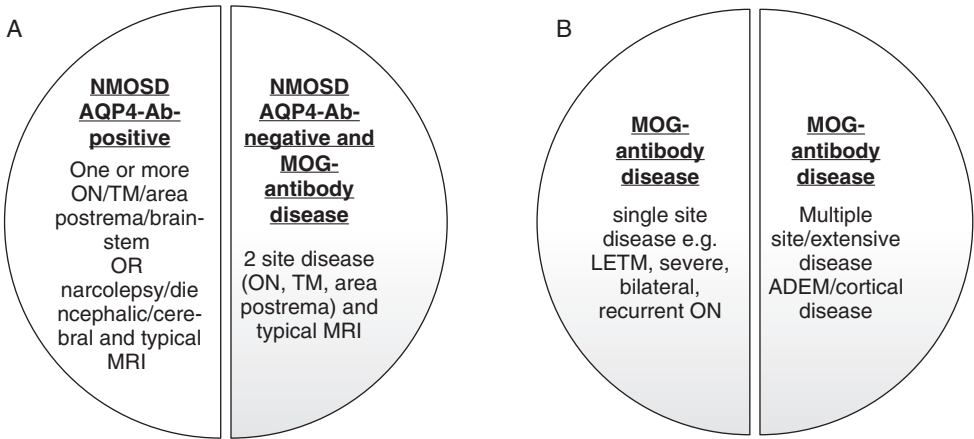 A
NMOSD
AQP4-Ab-
positive
One or more
ON/TM/area
postrema/brain-
stem
OR
narcolepsy/die
ncephalic/cere-
bral and typical
MRI
NMOSD
AQP4-Ab-
negative and
MOG-
antibody
disease
2 site disease
(ON, TM, area
postrema) and
typical MRI
B
MOG-
antibody
disease
single site
disease e.g.
LETM, severe,
bilateral,
recurrent ON
MOG-
antibody
disease
Multiple
site/extensive
disease
ADEM/cortical
disease